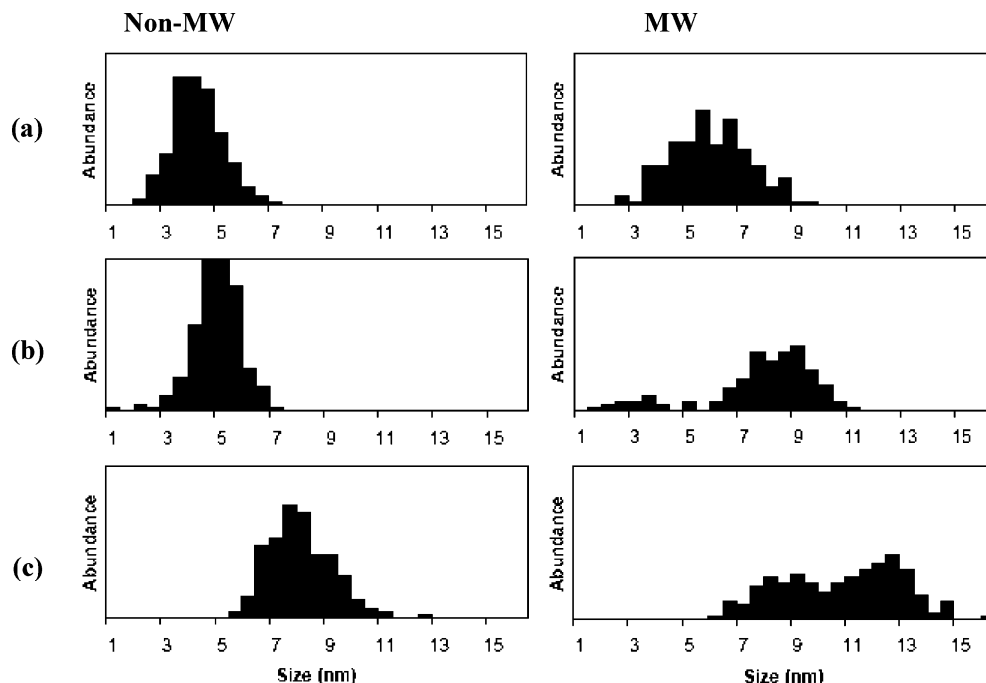 Non-MW MW
(a)
Abundance Abundance
1 3 5 7 9 11 13 15 1 3 5 7 9 11 13 15
(b)
Abundance Abundance
1 3 5 7 9 11 13 15 1 3 5 7 9 11 13 15
(c)
Abundance Abundance
1 3 5 7 9 11 13 15 1 3 5 7 9 11 13 15
Size (nm) Size (nm)